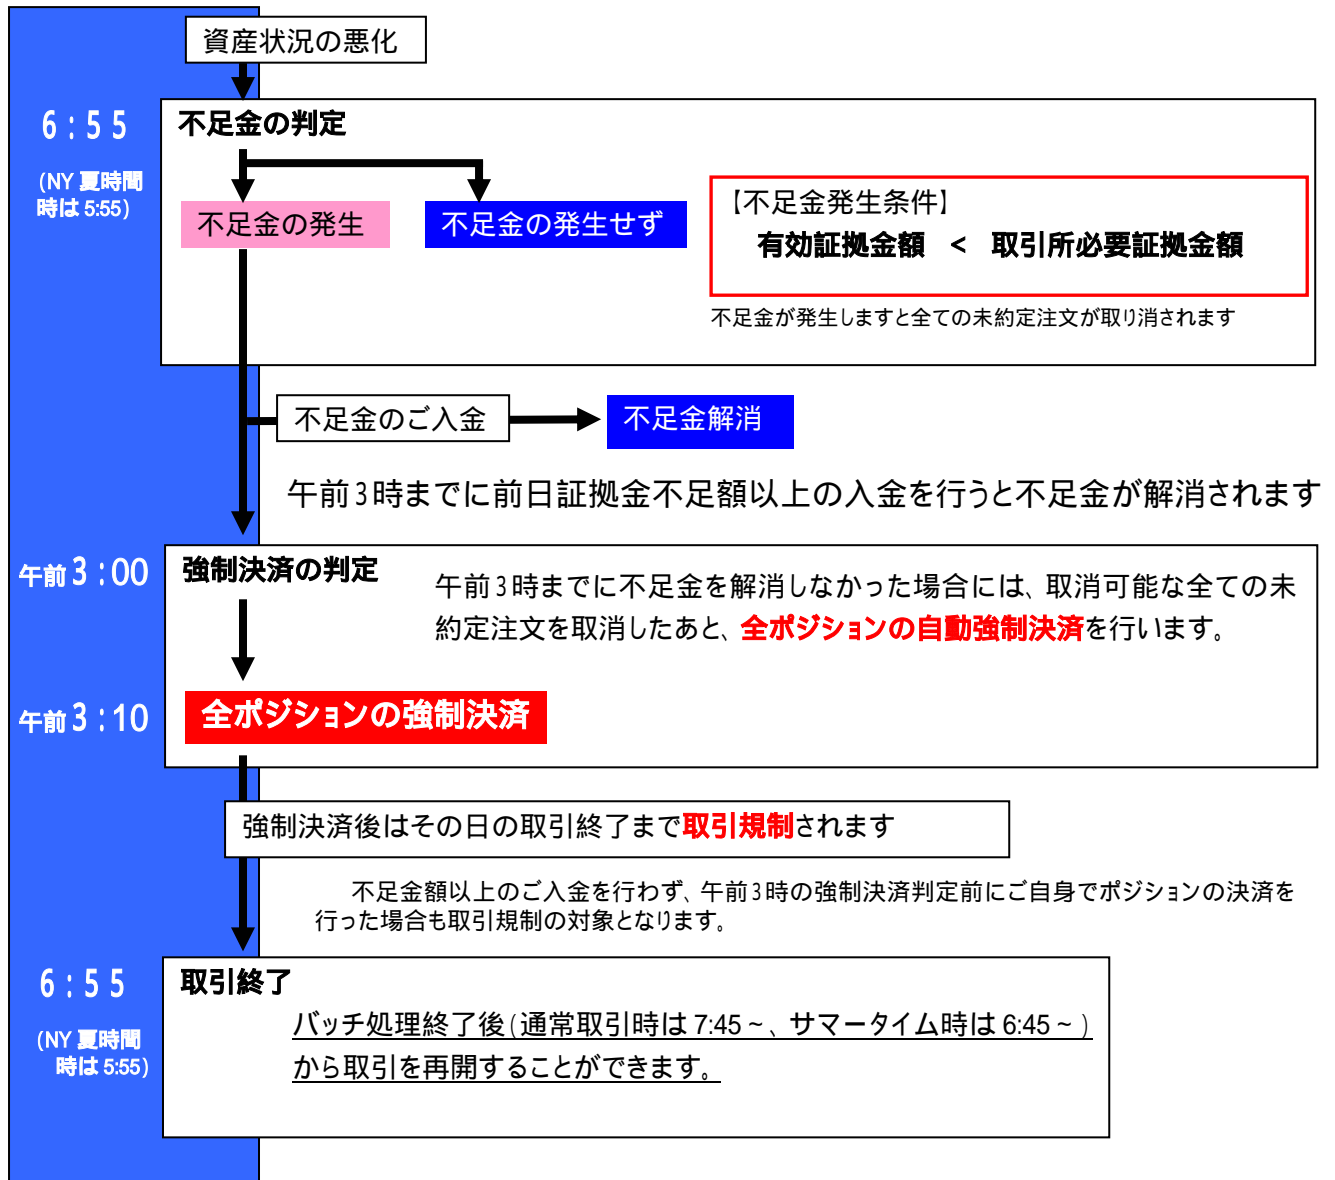 資産状況の悪化
6:55
(NY 夏時間
時は 5:55)
不足金の判定
不足金の発生
不足金の発生せず
【不足金発生条件】
有効証拠金額 < 取引所必要証拠金額
不足金が発生しますと全ての未約定注文が取り消されます
不足金のご入金
不足金解消
午前3時までに前日証拠金不足額以上の入金を行うと不足金が解消されます
午前3:00
強制決済の判定
午前3時までに不足金を解消しなかった場合には、取消可能な全ての未
約定注文を取消したあと、全ポジションの自動強制決済を行います。
午前3:10
全ポジションの強制決済
強制決済後はその日の取引終了まで取引規制されます
不足金額以上のご入金を行わず、午前3時の強制決済判定前にご自身でポジションの決済を
行った場合も取引規制の対象となります。
6:55
(NY 夏時間
時は 5:55)
取引終了
バッチ処理終了後(通常取引時は 7:45～、サマータイム時は 6:45～)
から取引を再開することができます。